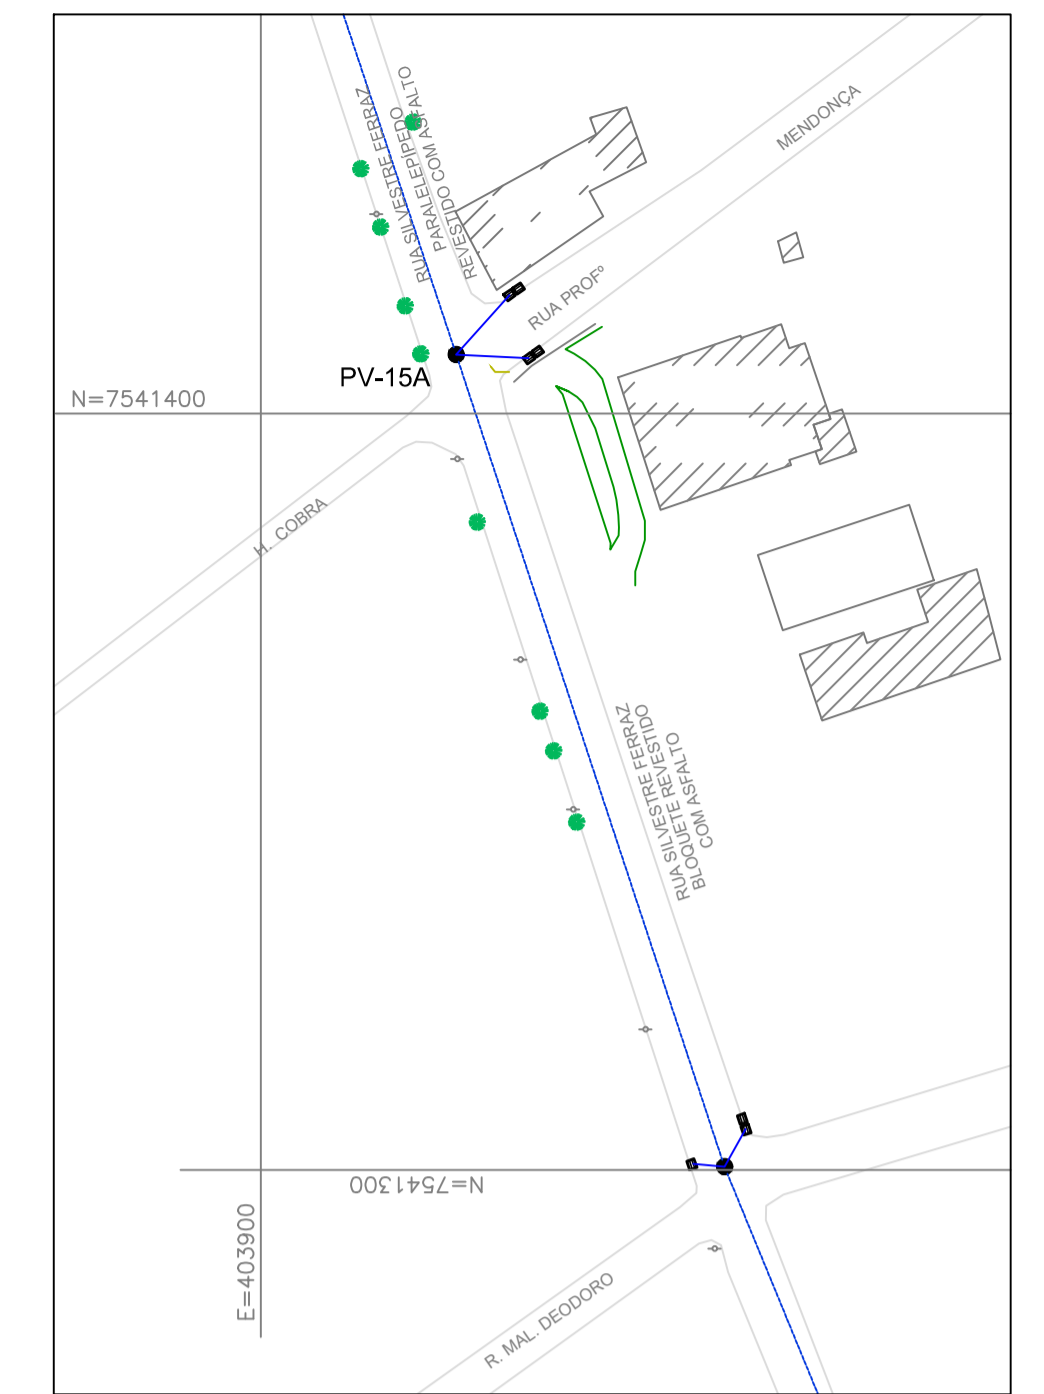 RUA SILVESTRE FERRAZ
PARALELEPÍPEDO
REVESTIDO COM ASFALTO
MENDONÇA
RUA PROFº
PV-15A
N=7541400
H. COBRA
RUA SILVESTRE FERRAZ
BLOQUETE REVESTIDO
COM ASFALTO
N=7541300
E=403900
R. MAL. DEODORO